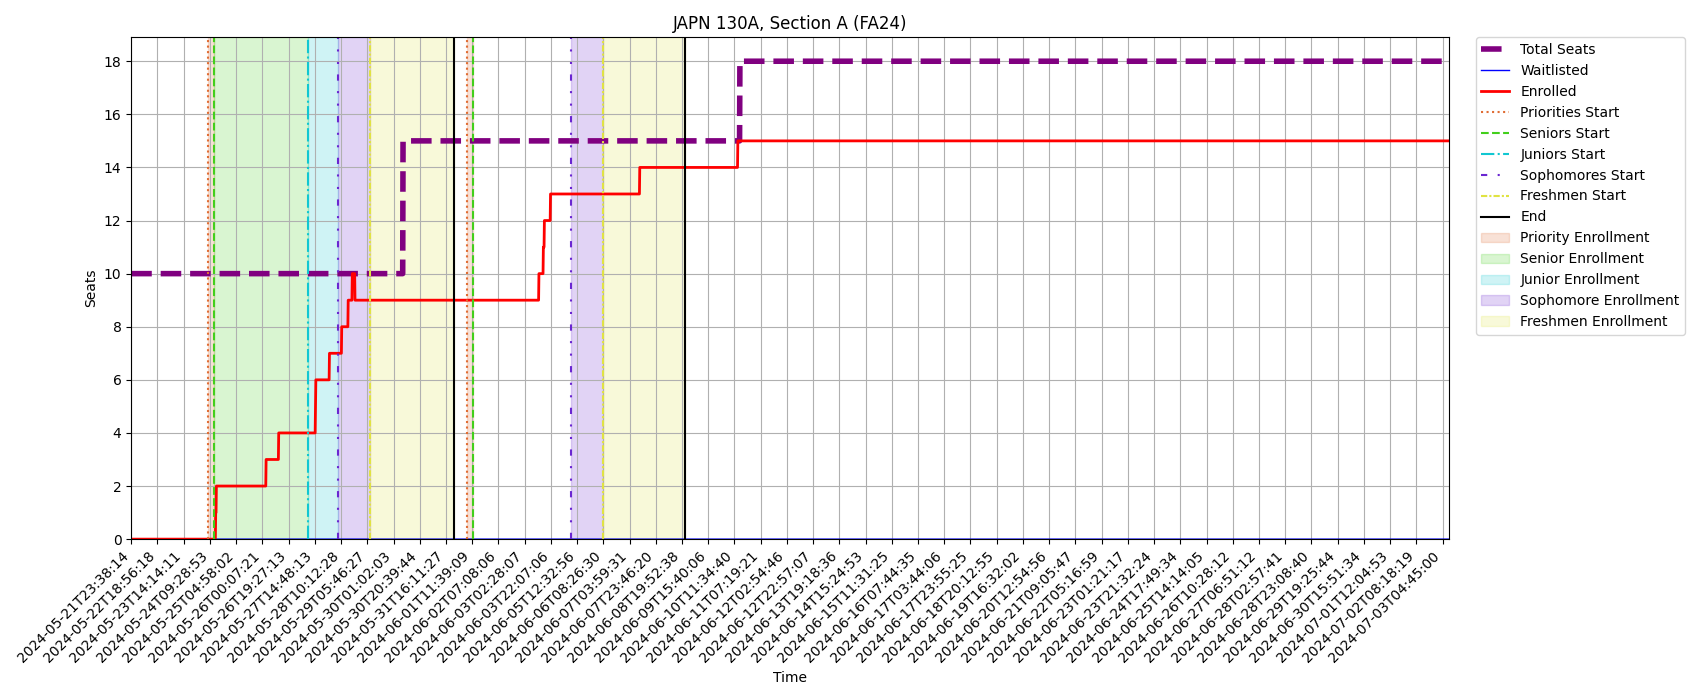 JAPN 130A, Section A (FA24)
Total Seats
Waitlisted
Enrolled
Priorities Start
Seniors Start
Juniors Start
Sophomores Start
Freshmen Start
End
Priority Enrollment
Senior Enrollment
Junior Enrollment
Sophomore Enrollment
Freshmen Enrollment
Seats
18
16
14
12
10
8
6
4
2
0
2024-05-21T23:38:14
2024-05-22T18:56:18
2024-05-23T14:14:11
2024-05-24T09:28:53
2024-05-25T04:58:02
2024-05-26T00:07:21
2024-05-26T19:27:13
2024-05-27T14:48:13
2024-05-28T10:12:28
2024-05-29T05:46:27
2024-05-30T01:02:03
2024-05-30T20:39:44
2024-05-31T16:11:27
2024-06-01T11:39:09
2024-06-02T07:08:06
2024-06-03T02:28:07
2024-06-03T22:07:06
2024-06-05T12:32:56
2024-06-06T08:26:30
2024-06-07T03:59:31
2024-06-07T23:46:20
2024-06-08T19:52:38
2024-06-09T15:40:06
2024-06-10T11:34:40
2024-06-11T07:19:21
2024-06-12T02:54:46
2024-06-12T22:57:07
2024-06-13T19:18:36
2024-06-14T15:24:53
2024-06-15T11:31:25
2024-06-16T07:44:35
2024-06-17T03:44:06
2024-06-17T23:55:25
2024-06-18T20:12:55
2024-06-19T16:32:02
2024-06-20T12:54:56
2024-06-21T09:05:47
2024-06-22T05:16:59
2024-06-23T01:21:17
2024-06-23T21:32:24
2024-06-24T17:49:34
2024-06-25T14:14:05
2024-06-26T10:28:12
2024-06-27T06:51:12
2024-06-28T02:57:41
2024-06-28T23:08:40
2024-06-29T19:25:44
2024-06-30T15:51:34
2024-07-01T12:04:53
2024-07-02T08:18:19
2024-07-03T04:45:00
Time